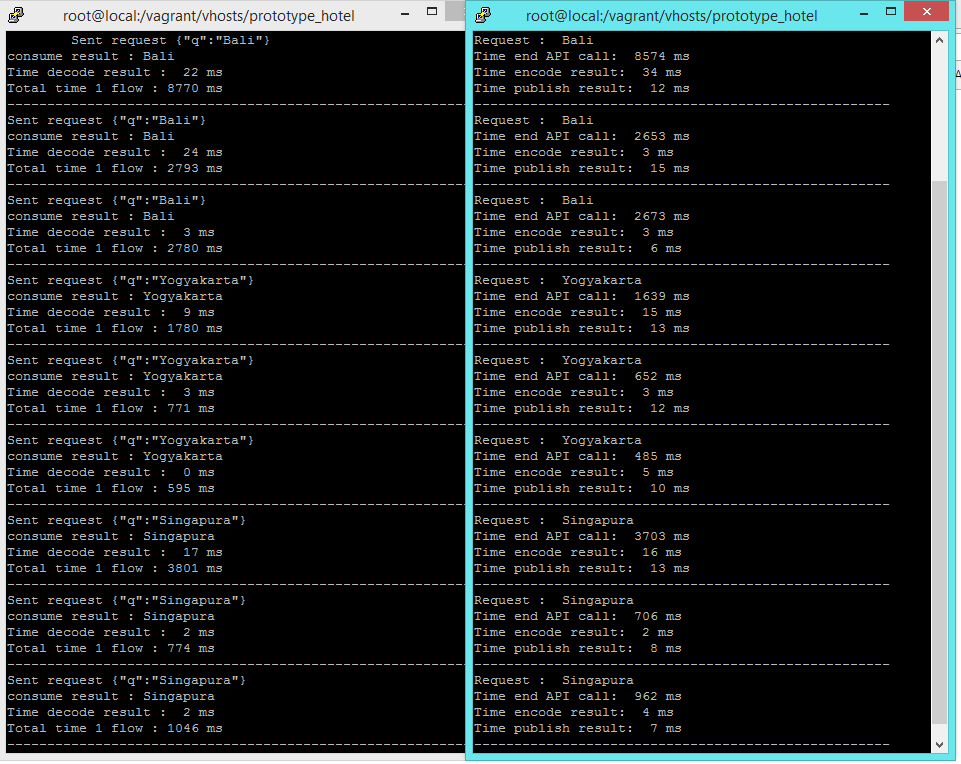 root@local:/vagrant/vhosts/prototype_hotel
Sent request {"q":"Bali"}
consume result : Bali
Time decode result :  22 ms
Total time 1 flow : 8770 ms
----------------------------------------------------------
Sent request {"q":"Bali"}
consume result : Bali
Time decode result :  24 ms
Total time 1 flow : 2793 ms
----------------------------------------------------------
Sent request {"q":"Bali"}
consume result : Bali
Time decode result :  3 ms
Total time 1 flow : 2780 ms
----------------------------------------------------------
Sent request {"q":"Yogyakarta"}
consume result : Yogyakarta
Time decode result :  9 ms
Total time 1 flow : 1780 ms
----------------------------------------------------------
Sent request {"q":"Yogyakarta"}
consume result : Yogyakarta
Time decode result :  3 ms
Total time 1 flow : 771 ms
----------------------------------------------------------
Sent request {"q":"Yogyakarta"}
consume result : Yogyakarta
Time decode result :  0 ms
Total time 1 flow : 595 ms
----------------------------------------------------------
Sent request {"q":"Singapura"}
consume result : Singapura
Time decode result :  17 ms
Total time 1 flow : 3801 ms
----------------------------------------------------------
Sent request {"q":"Singapura"}
consume result : Singapura
Time decode result :  2 ms
Total time 1 flow : 774 ms
----------------------------------------------------------
Sent request {"q":"Singapura"}
consume result : Singapura
Time decode result :  2 ms
Total time 1 flow : 1046 ms
----------------------------------------------------------
root@local:/vagrant/vhosts/prototype_hotel
Request :  Bali
Time end API call:  8574 ms
Time encode result:  34 ms
Time publish result:  12 ms
----------------------------------------------------
Request :  Bali
Time end API call:  2653 ms
Time encode result:  3 ms
Time publish result:  15 ms
----------------------------------------------------
Request :  Bali
Time end API call:  2673 ms
Time encode result:  3 ms
Time publish result:  6 ms
----------------------------------------------------
Request :  Yogyakarta
Time end API call:  1639 ms
Time encode result:  15 ms
Time publish result:  13 ms
----------------------------------------------------
Request :  Yogyakarta
Time end API call:  652 ms
Time encode result:  3 ms
Time publish result:  12 ms
----------------------------------------------------
Request :  Yogyakarta
Time end API call:  485 ms
Time encode result:  5 ms
Time publish result:  10 ms
----------------------------------------------------
Request :  Singapura
Time end API call:  3703 ms
Time encode result:  16 ms
Time publish result:  13 ms
----------------------------------------------------
Request :  Singapura
Time end API call:  706 ms
Time encode result:  2 ms
Time publish result:  8 ms
----------------------------------------------------
Request :  Singapura
Time end API call:  962 ms
Time encode result:  4 ms
Time publish result:  7 ms
----------------------------------------------------